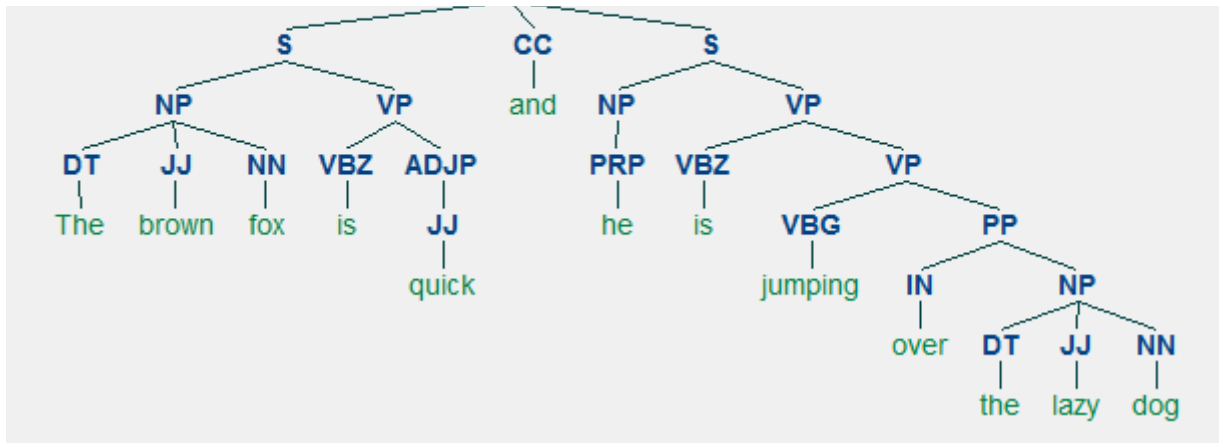 S CC S
NP VP and NP VP
DT JJ NN VBZ ADJP PRP VBZ VP
The brown fox is JJ he is VBG PP
quick jumping IN NP
over DT JJ NN
the lazy dog